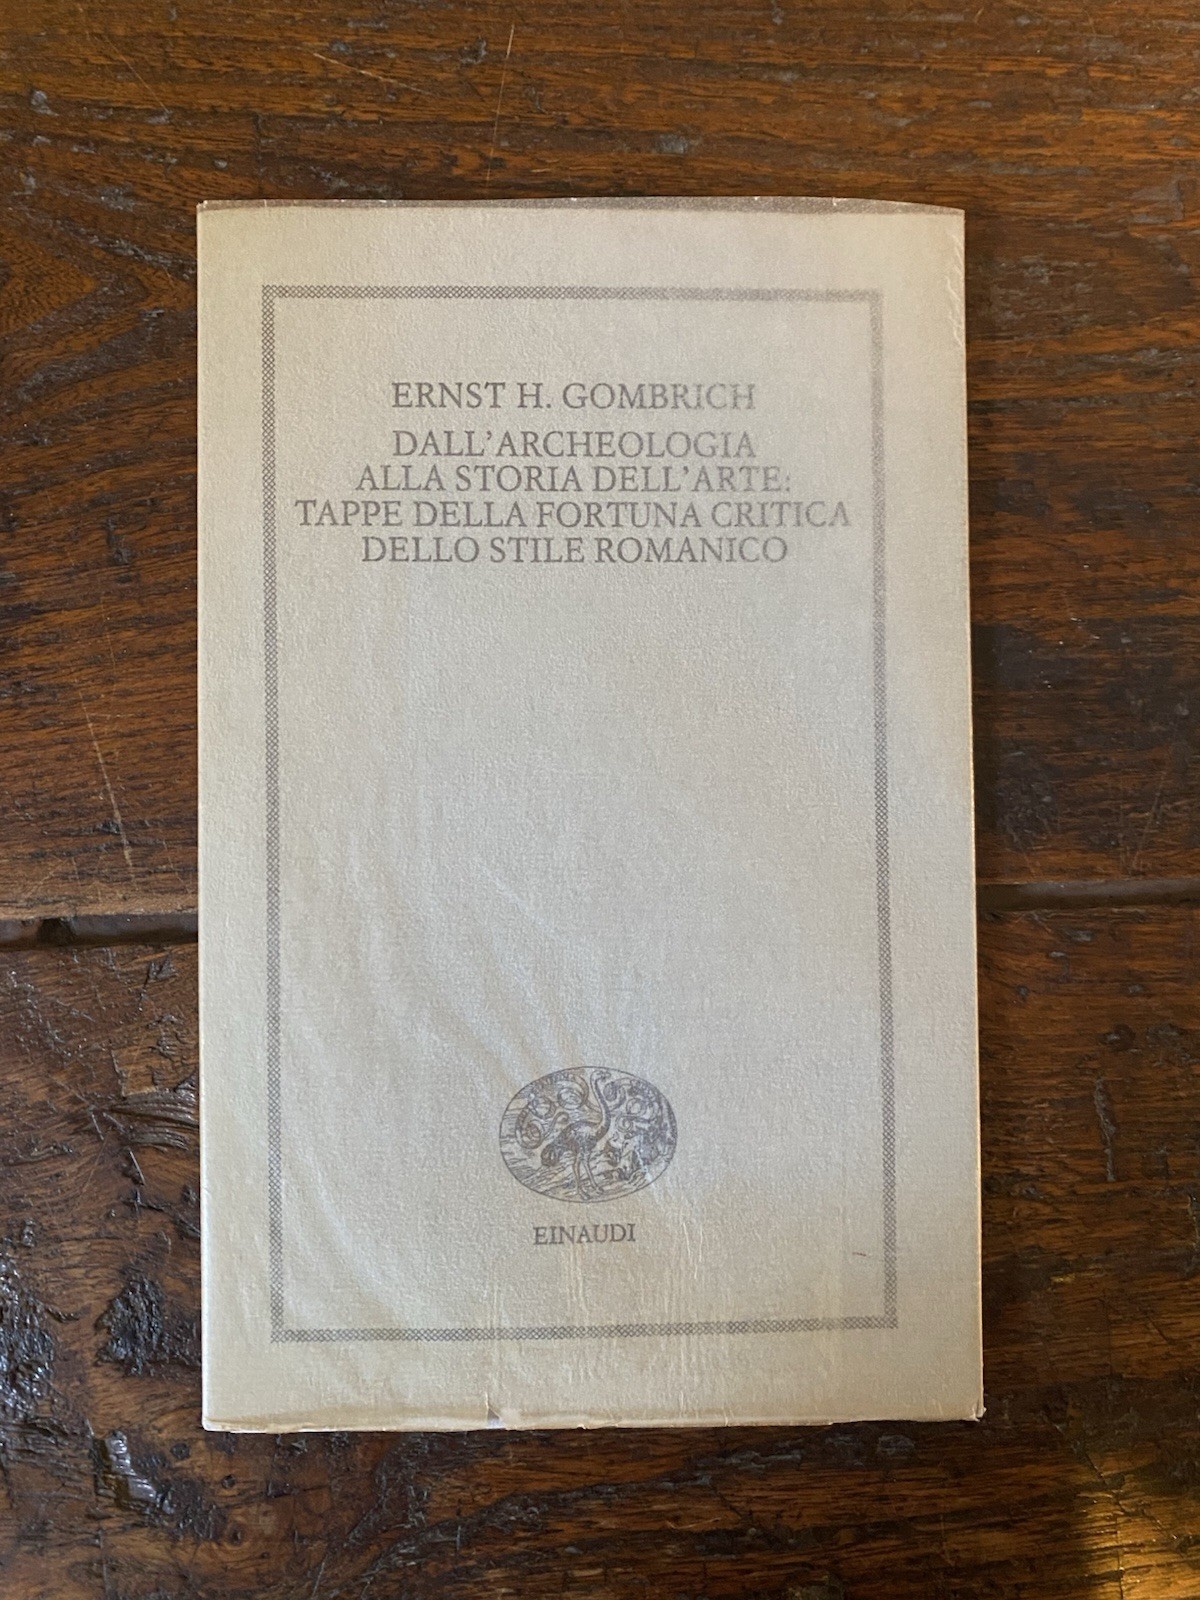 ERNST H. GOMBRICH
DALL'ARCHEOLOGIA
ALLA STORIA DELL'ARTE:
TAPPE DELLA FORTUNA CRITICA
DELLO STILE ROMANICO
EINAUDI